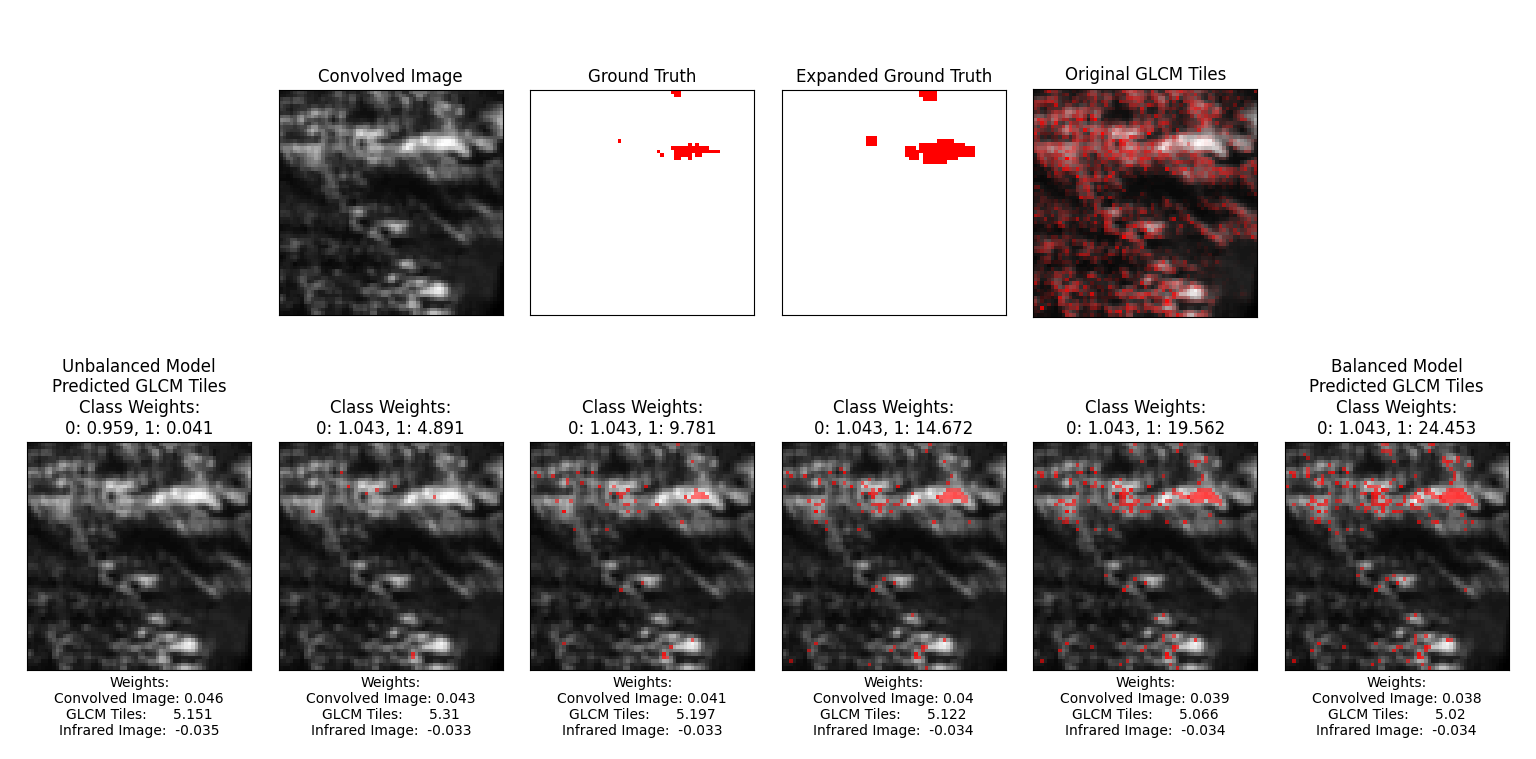 Convolved Image
Ground Truth
Expanded Ground Truth
Original GLCM Tiles
Unbalanced Model
Predicted GLCM Tiles
Class Weights:
0: 0.959, 1: 0.041
Class Weights:
0: 1.043, 1: 4.891
Class Weights:
0: 1.043, 1: 9.781
Class Weights:
0: 1.043, 1: 14.672
Class Weights:
0: 1.043, 1: 19.562
Balanced Model
Predicted GLCM Tiles
Class Weights:
0: 1.043, 1: 24.453
Weights:
Convolved Image: 0.046
GLCM Tiles: 5.151
Infrared Image: -0.035
Weights:
Convolved Image: 0.043
GLCM Tiles: 5.31
Infrared Image: -0.033
Weights:
Convolved Image: 0.041
GLCM Tiles: 5.197
Infrared Image: -0.033
Weights:
Convolved Image: 0.04
GLCM Tiles: 5.122
Infrared Image: -0.034
Weights:
Convolved Image: 0.039
GLCM Tiles: 5.066
Infrared Image: -0.034
Weights:
Convolved Image: 0.038
GLCM Tiles: 5.02
Infrared Image: -0.034